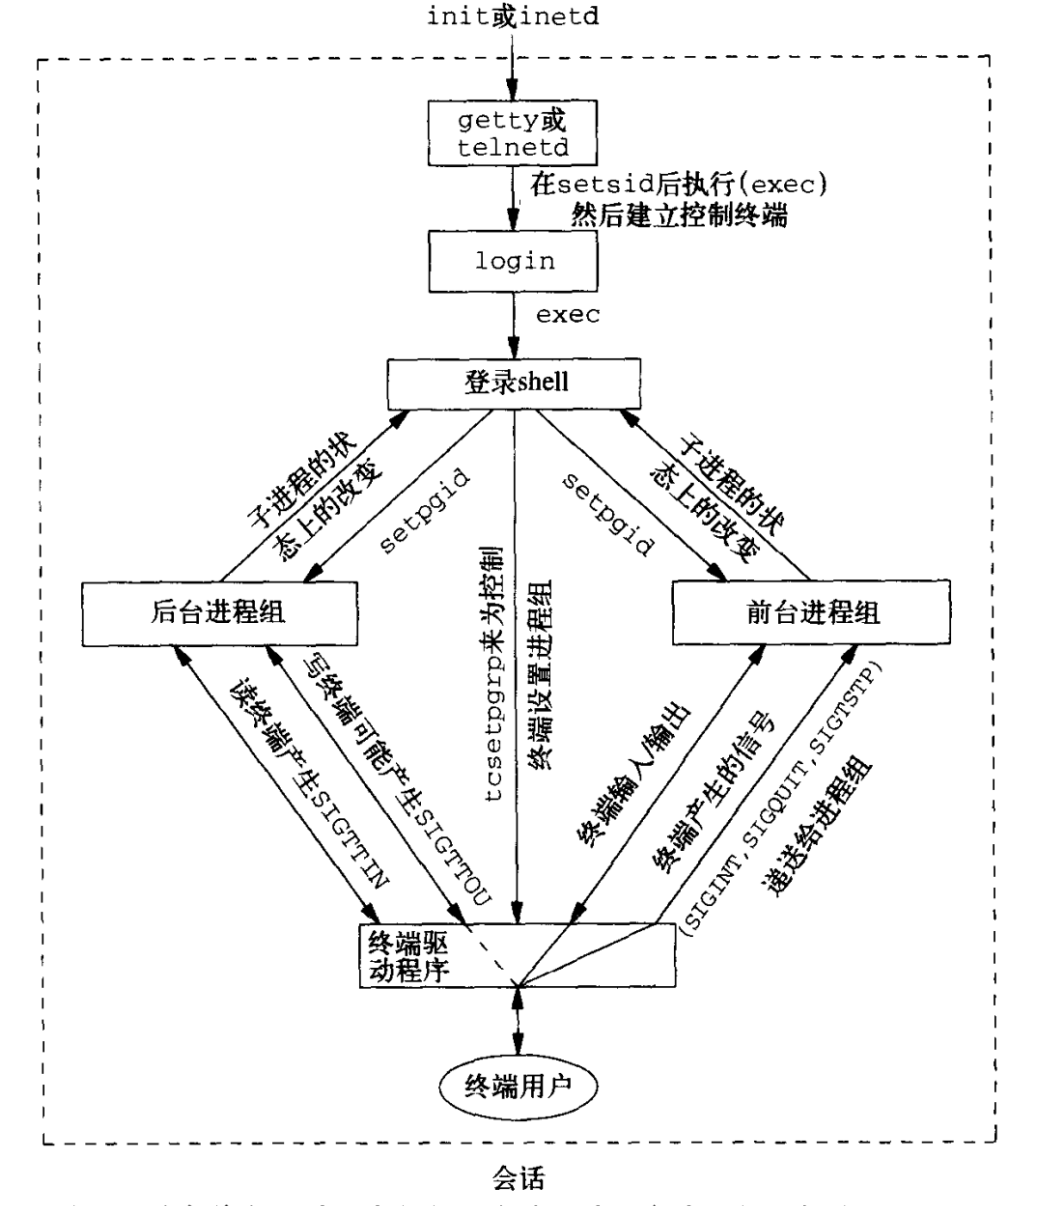 init或inetd
getty或
telnetd
在setsid后执行(exec)
然后建立控制终端
login
exec
登录shell
子进程的状
态上的改变
setpgid
setpgid
子进程的状
态上的改变
后台进程组
tcsetpgrp来为控制
终端设置进程组
前台进程组
读终端产生SIGTTIN
写终端可能产生SIGTTOU
终端输入/输出
终端产生的信号
(SIGINT,SIGQUIT,SIGTSTP)
递送给进程组
终端驱
动程序
终端用户
会话